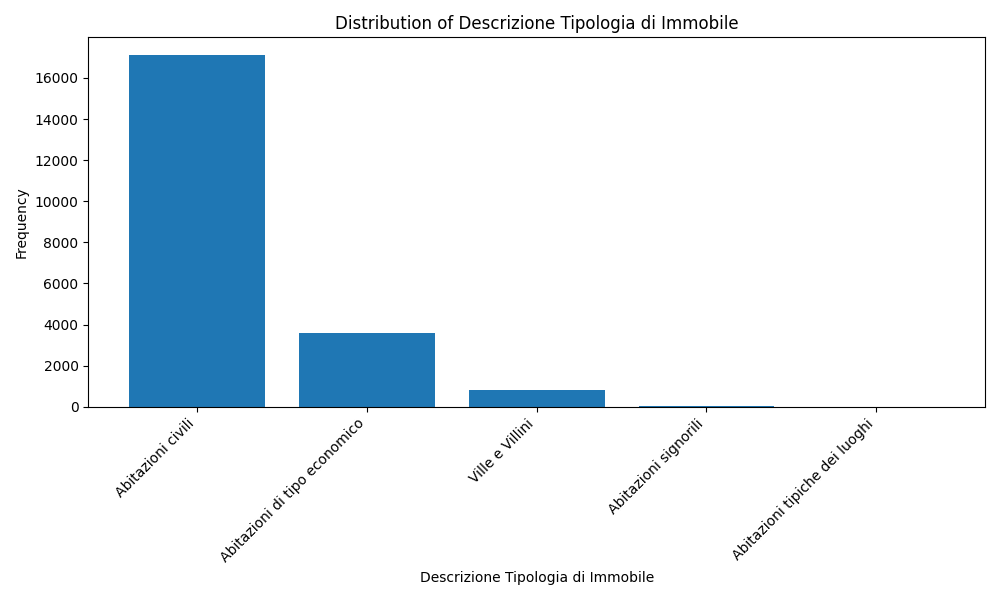 Distribution of Descrizione Tipologia di Immobile
Frequency
16000
14000
12000
10000
8000
6000
4000
2000
0
Abitazioni civili
Abitazioni di tipo economico
Ville e Villini
Abitazioni signorili
Abitazioni tipiche dei luoghi
Descrizione Tipologia di Immobile